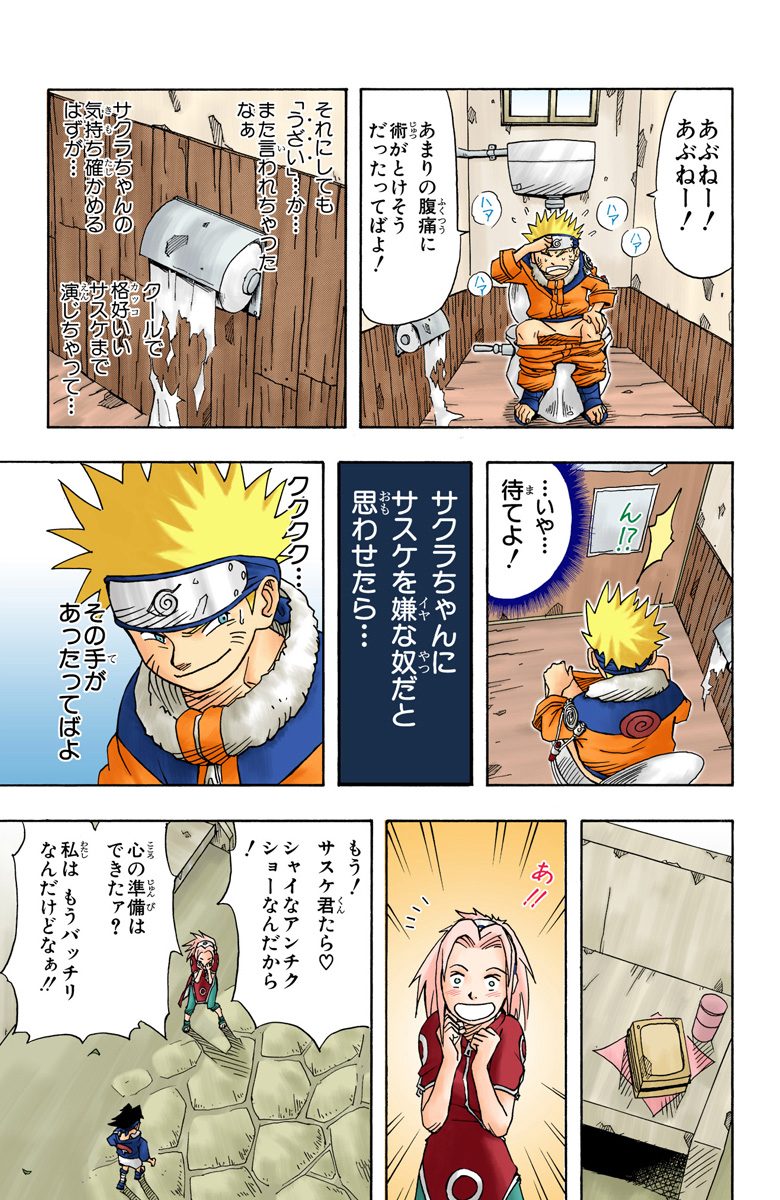 あぶねー!
あぶねー!
あまりの腹痛に
術がとけそう
だったってばよ!
ハァ
ハァ
ハァ
ハァ
それにしても
「うざい」…か…
また言われちゃった
なぁ
サクラちゃんの
気持ち確かめる
はずが…
クールで
格好いい
サスケまで
演じちゃって…
ん!?
…いや…
待てよ!
サクラちゃんに
サスケを嫌な奴だと
思わせたら…
クククク…
その手が
あったってばよ
あ!!
もう!
サスケ君たら♡
シャイなアンチク
ショーなんだから
!
心の準備は
できたァ?
私は もうバッチリ
なんだけどなぁ!!